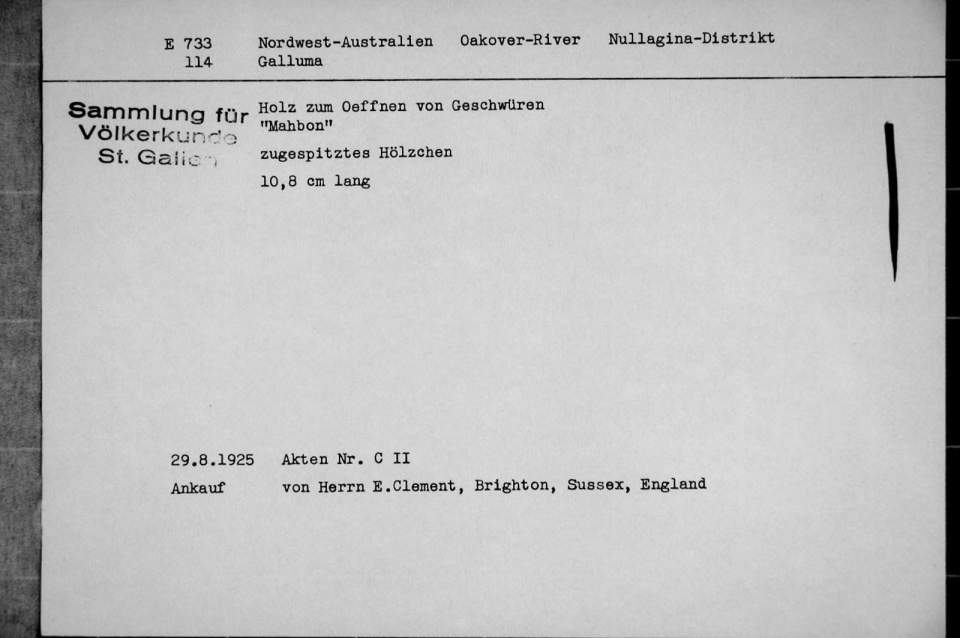 E 733 Nordwest-Australien Oakover-River Nullagina-Distrikt
114 Galluma
Sammlung für
Völkerkunde
St. Gallen
Holz zum Oeffnen von Geschwüren
"Mahbon"
zugespitztes Hölzchen
10,8 cm lang
29.8.1925 Akten Nr. C II
Ankauf von Herrn E.Clement, Brighton, Sussex, England